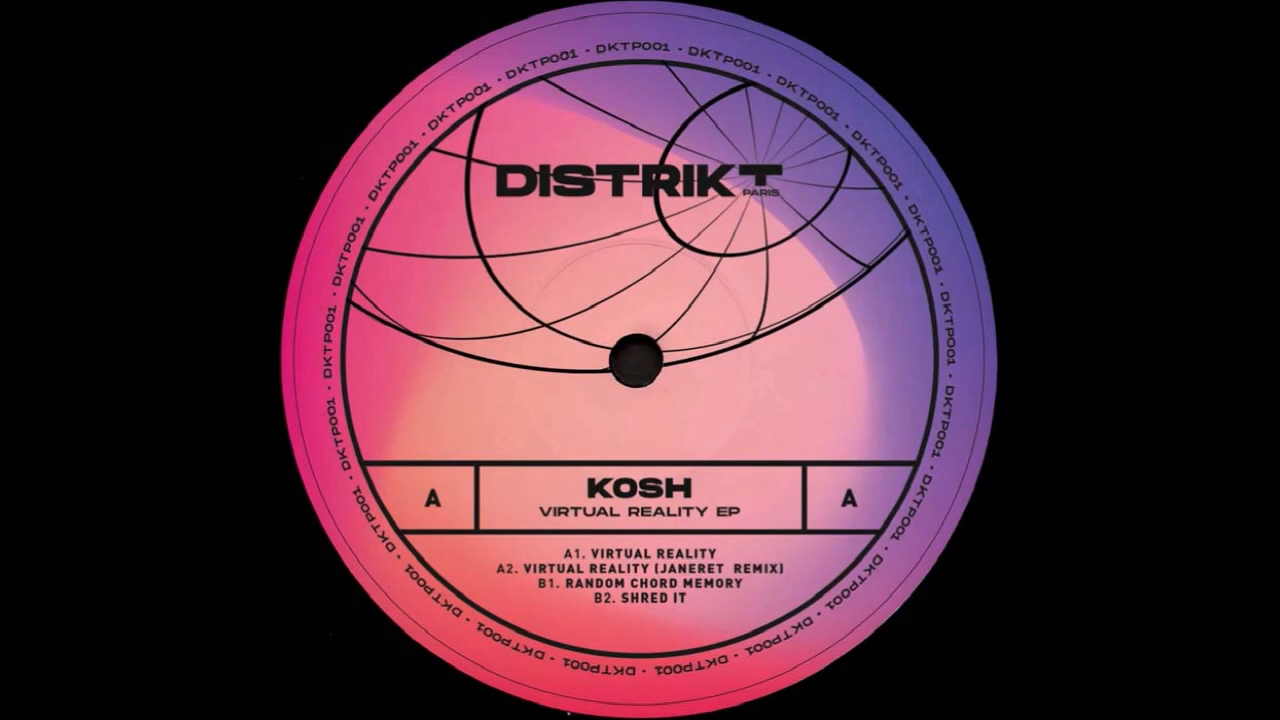 DKTP001 · DKTP001 · DKTP001 · DKTP001 · DKTP001 · DKTP001 · DKTP001 · DKTP001 · DKTP001 · DKTP001 · DKTP001 · DKTP001 · DKTP001 · DKTP001 · DKTP001 · DKTP001 · DKTP001 · DKTP001 · DKTP001 · DKTP001 · DKTP001 ·
DISTRIKT
PARIS
A
KOSH
A
VIRTUAL REALITY EP
A1. VIRTUAL REALITY
A2. VIRTUAL REALITY (JANERET REMIX)
B1. RANDOM CHORD MEMORY
B2. SHRED IT